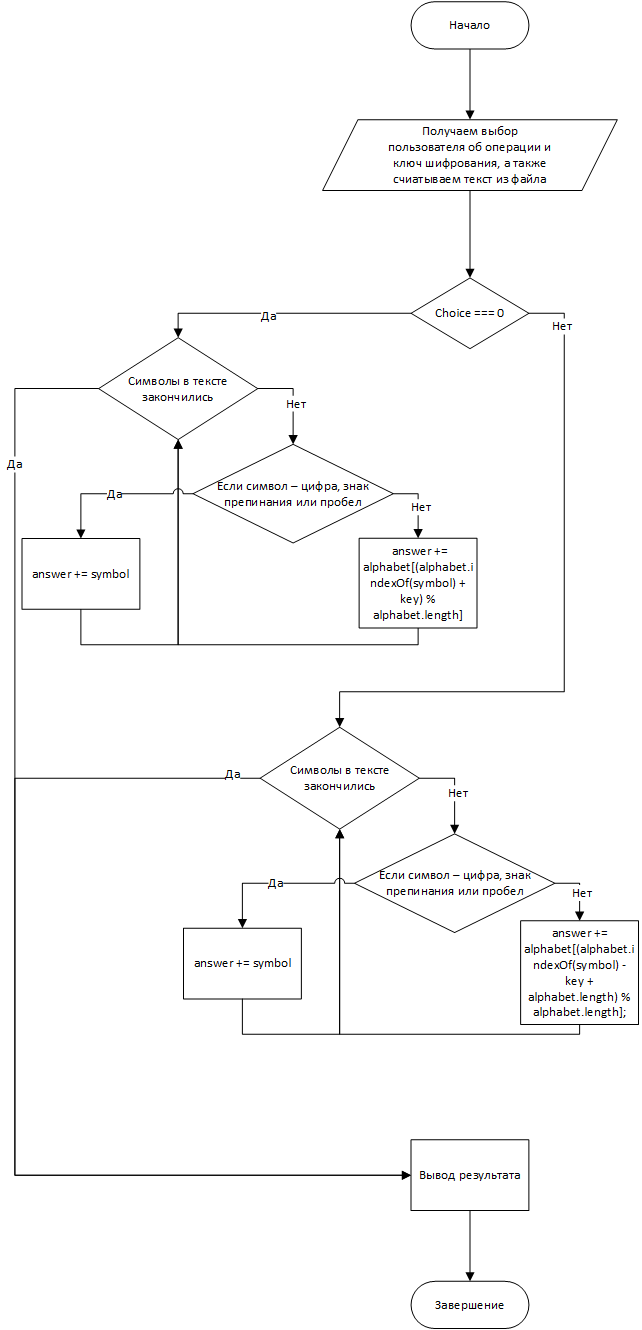 Начало
Получаем выбор
пользователя об операции и
ключ шифрования, а также
считываем текст из файла
Choice === 0
Да
Нет
Символы в тексте
закончились
Нет
Да
Если символ – цифра, знак
препинания или пробел
Да
Нет
answer += symbol
answer +=
alphabet[(alphabet.i
ndexOf(symbol) +
key) %
alphabet.length]
Символы в тексте
закончились
Да
Нет
Если символ – цифра, знак
препинания или пробел
Да
Нет
answer += symbol
answer +=
alphabet[(alphabet.i
ndexOf(symbol) -
key +
alphabet.length) %
alphabet.length];
Вывод результата
Завершение